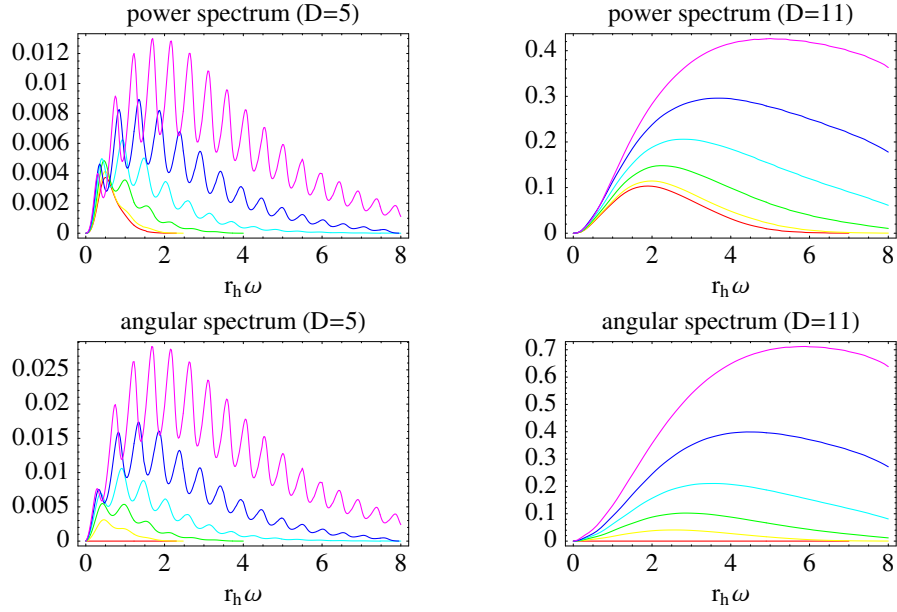 power spectrum (D=5)
0.012
0.01
0.008
0.006
0.004
0.002
0
0 2 4 6 8
r_h ω
power spectrum (D=11)
0.4
0.3
0.2
0.1
0
0 2 4 6 8
r_h ω
angular spectrum (D=5)
0.025
0.02
0.015
0.01
0.005
0
0 2 4 6 8
r_h ω
angular spectrum (D=11)
0.7
0.6
0.5
0.4
0.3
0.2
0.1
0
0 2 4 6 8
r_h ω